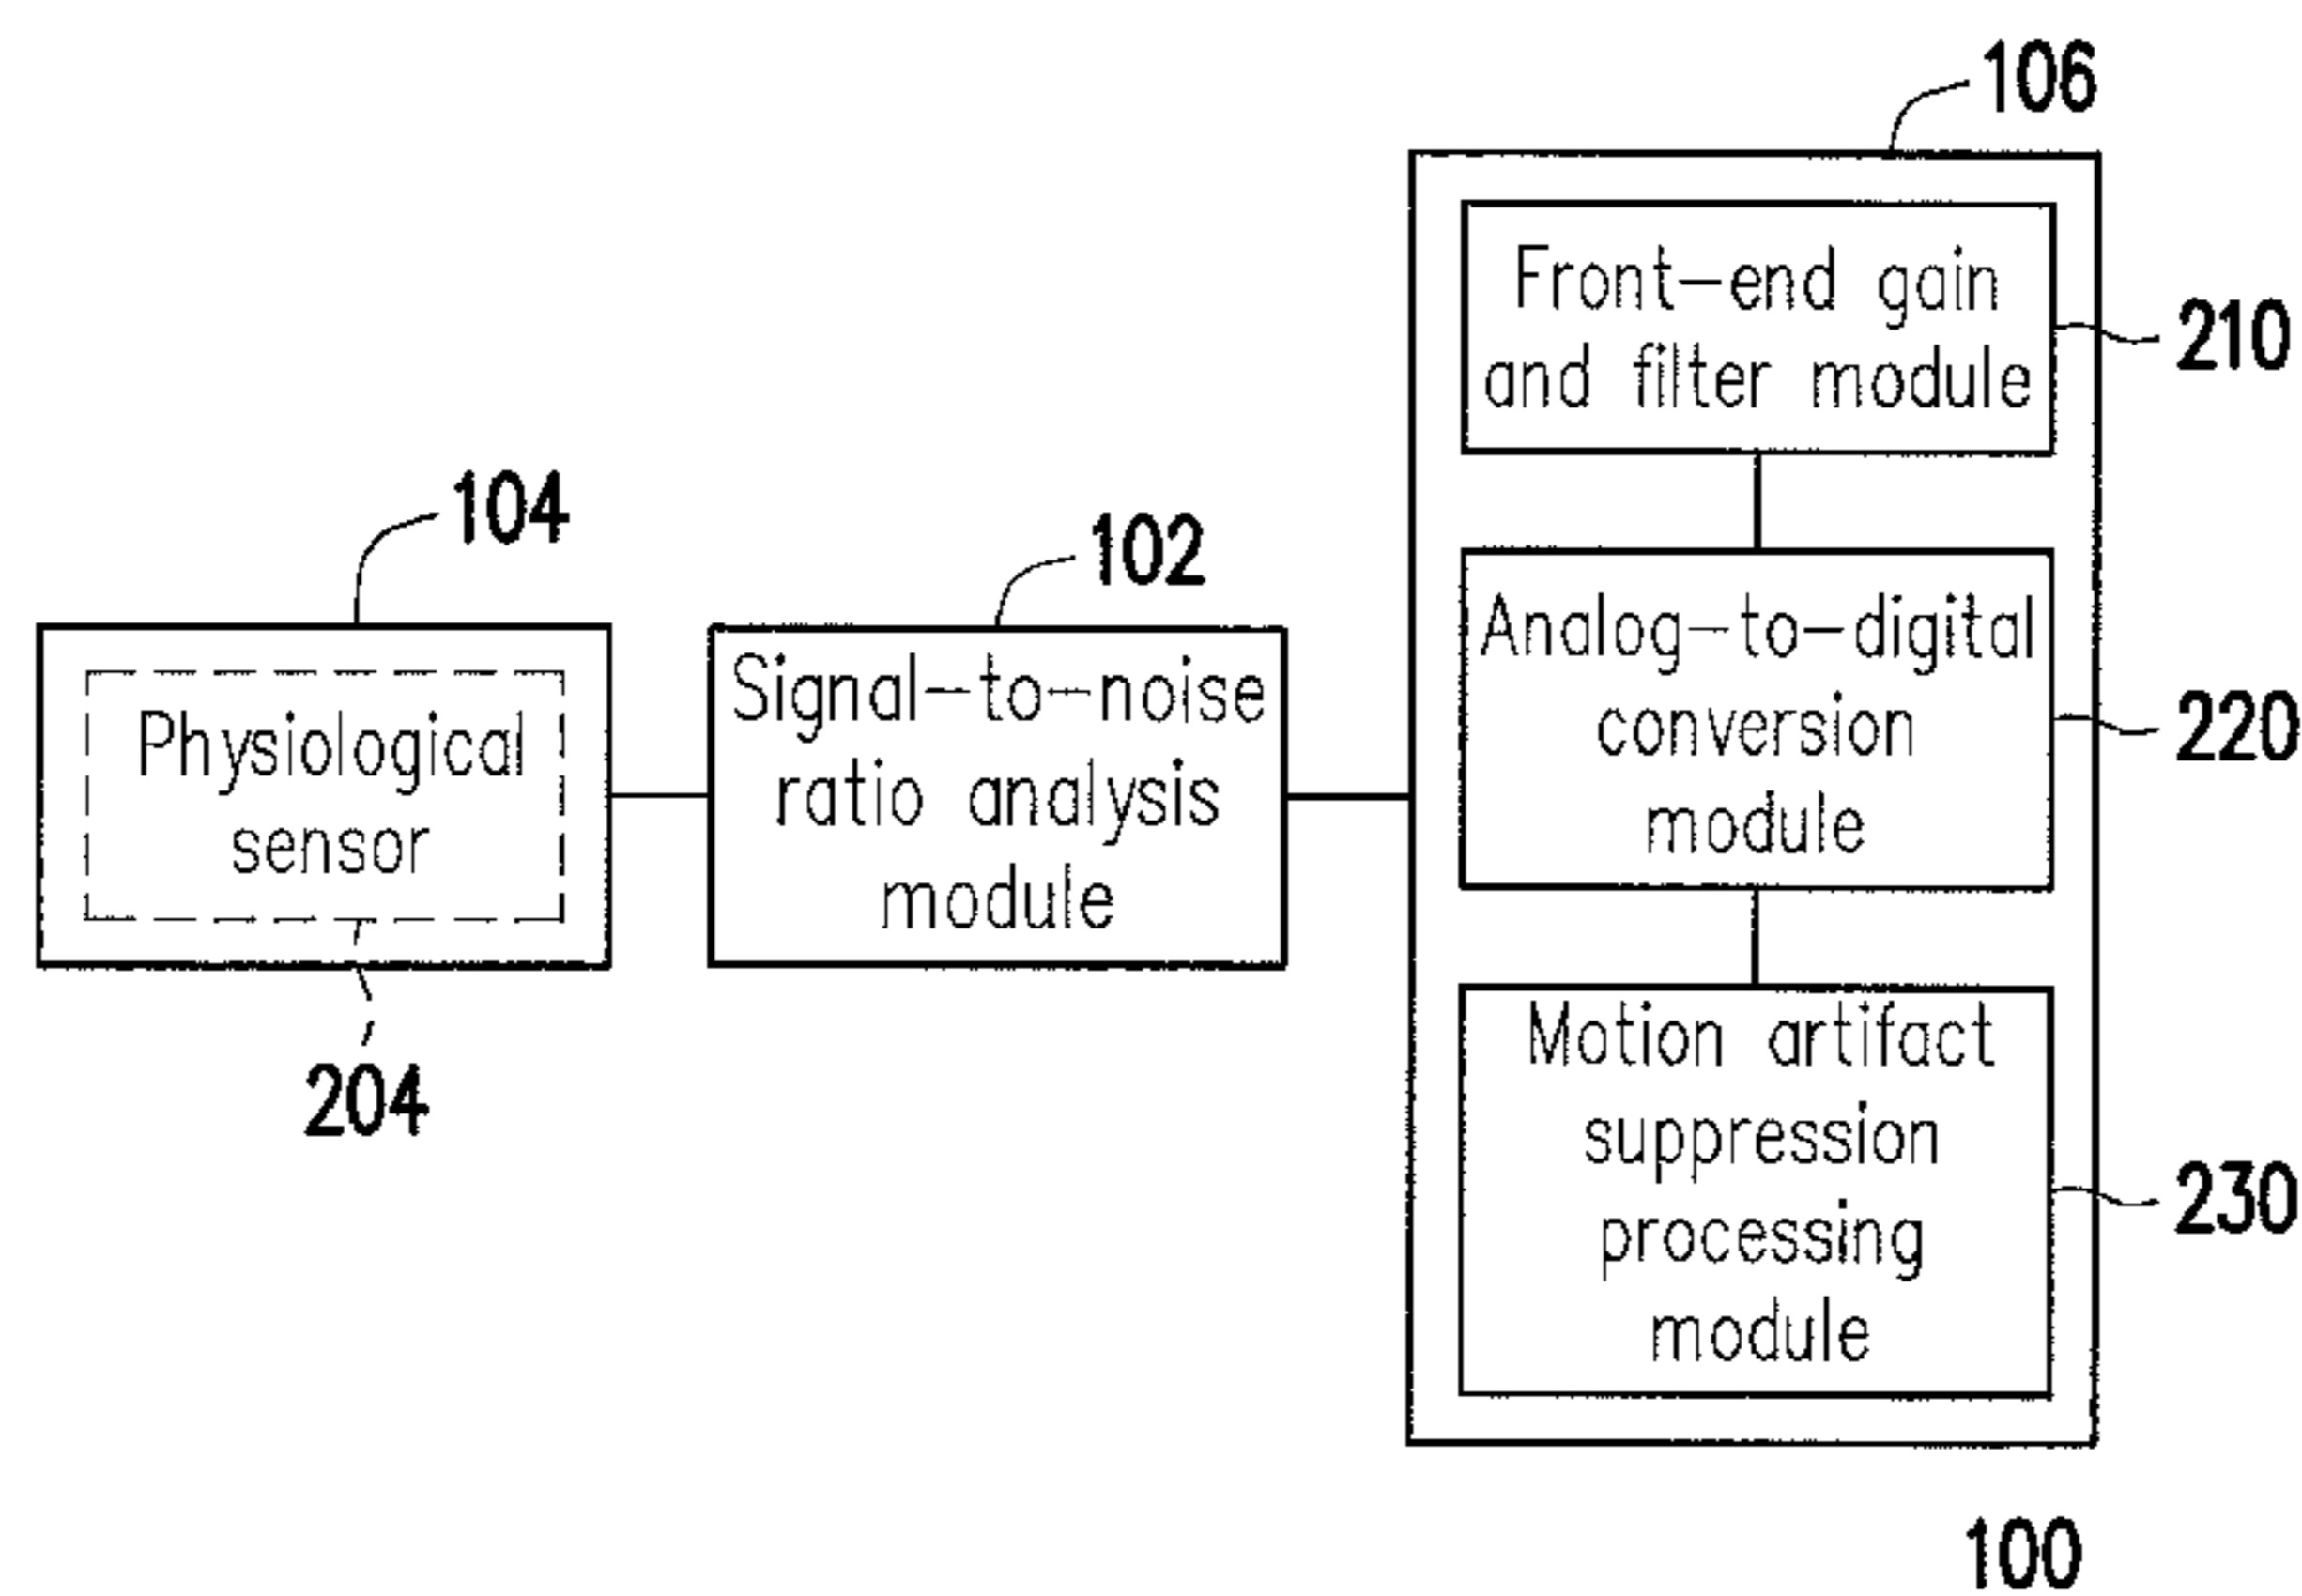 106
Front-end gain
and filter module
210
104
102
Physiological
sensor
204
Signal-to-noise
ratio analysis
module
Analog-to-digital
conversion
module
220
Motion artifact
suppression
processing
module
230
100